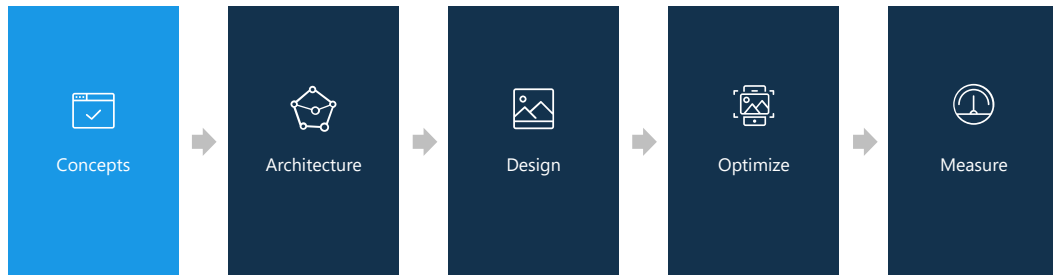 Concepts
Architecture
Design
Optimize
Measure